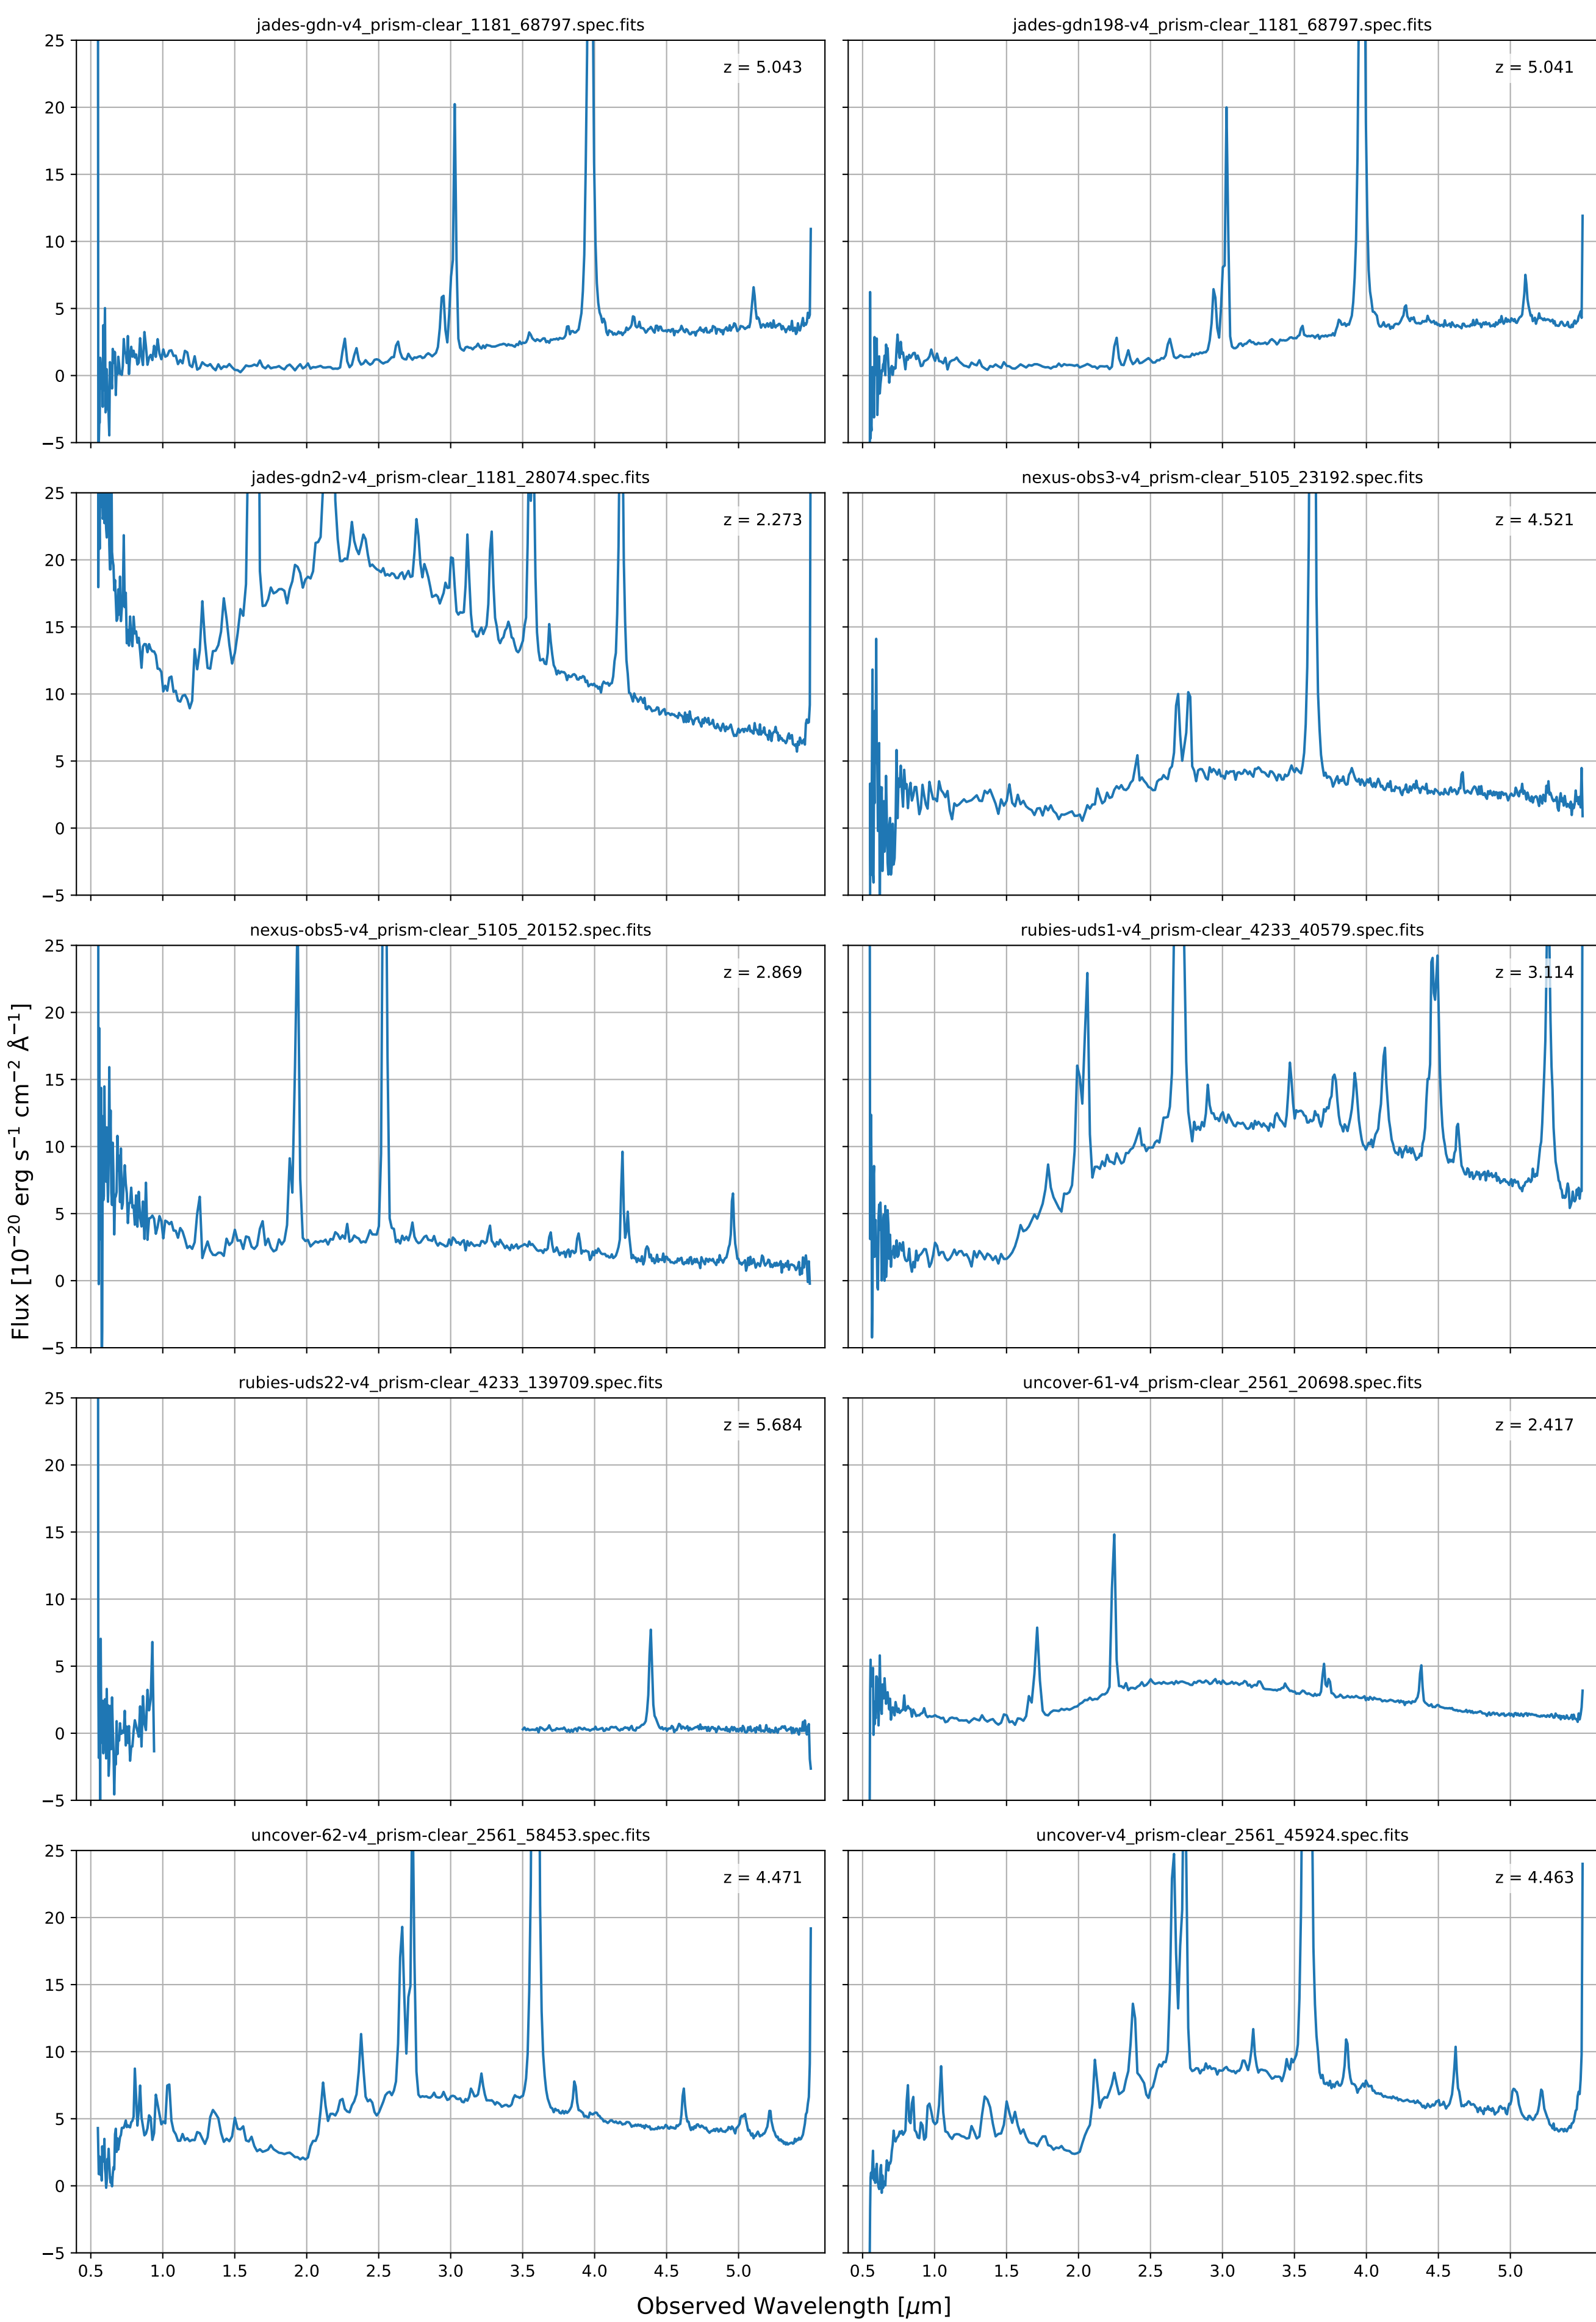 jades-gdn-v4_prism-clear_1181_68797.spec.fits
jades-gdn198-v4_prism-clear_1181_68797.spec.fits
25
20
15
10
5
0
−5
z = 5.043
z = 5.041
jades-gdn2-v4_prism-clear_1181_28074.spec.fits
nexus-obs3-v4_prism-clear_5105_23192.spec.fits
25
20
15
10
5
0
−5
z = 2.273
z = 4.521
nexus-obs5-v4_prism-clear_5105_20152.spec.fits
rubies-uds1-v4_prism-clear_4233_40579.spec.fits
25
20
15
10
5
0
−5
z = 2.869
z = 3.114
Flux [10⁻²⁰ erg s⁻¹ cm⁻² Å⁻¹]
rubies-uds22-v4_prism-clear_4233_139709.spec.fits
uncover-61-v4_prism-clear_2561_20698.spec.fits
25
20
15
10
5
0
−5
z = 5.684
z = 2.417
uncover-62-v4_prism-clear_2561_58453.spec.fits
uncover-v4_prism-clear_2561_45924.spec.fits
25
20
15
10
5
0
−5
z = 4.471
z = 4.463
0.5 1.0 1.5 2.0 2.5 3.0 3.5 4.0 4.5 5.0
0.5 1.0 1.5 2.0 2.5 3.0 3.5 4.0 4.5 5.0
Observed Wavelength [μm]